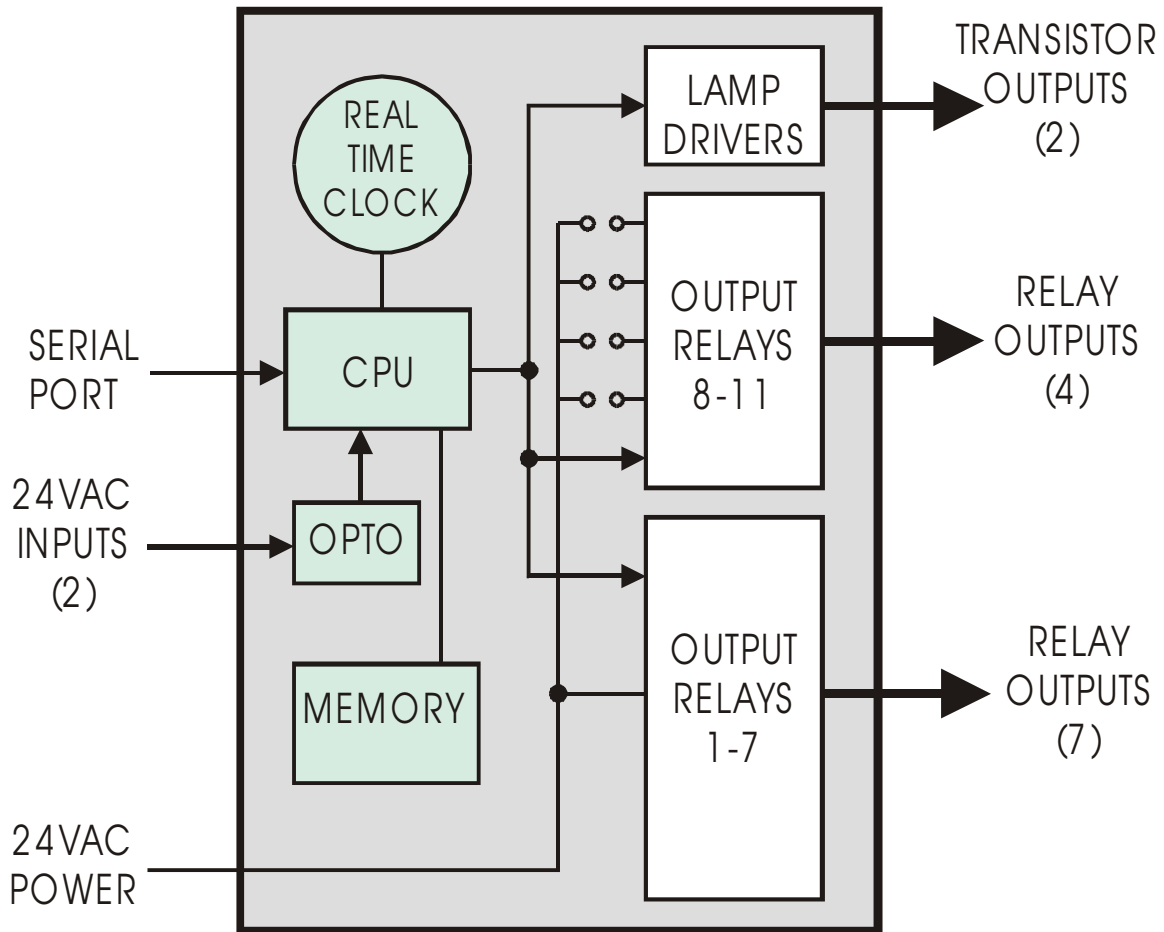 TRANSISTOR
OUTPUTS
(2)
LAMP
DRIVERS
REAL
TIME
CLOCK
OUTPUT
RELAYS
8-11
RELAY
OUTPUTS
(4)
SERIAL
PORT
CPU
24VAC
INPUTS
(2)
OPTO
OUTPUT
RELAYS
1-7
RELAY
OUTPUTS
(7)
MEMORY
24VAC
POWER